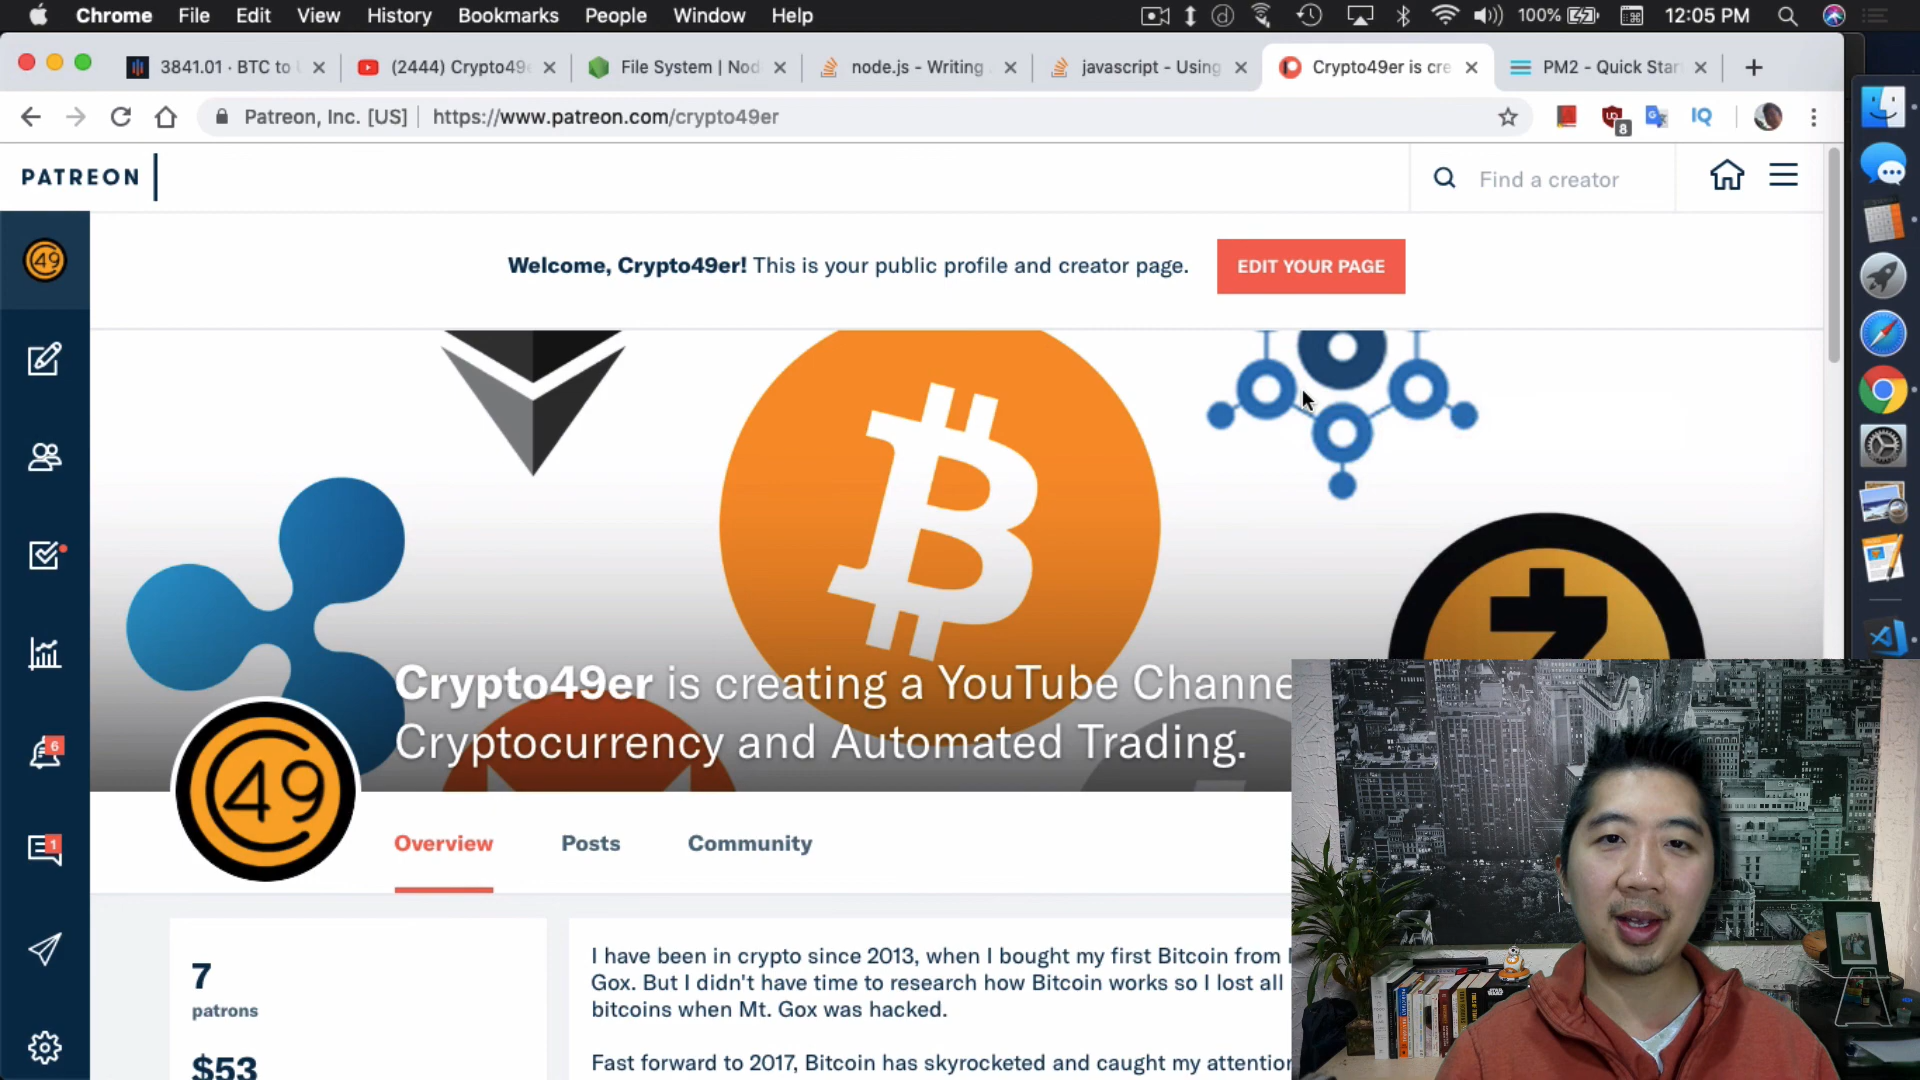 Chrome File Edit View History Bookmarks People Window Help 100% 12:05 PM
3841.01 · BTC to (2444) Crypto49 File System | Nod node.js - Writing javascript - Using Crypto49er is cre PM2 - Quick Star
Patreon, Inc. [US] https://www.patreon.com/crypto49er 8 IQ
PATREON Find a creator
Welcome, Crypto49er! This is your public profile and creator page. EDIT YOUR PAGE
49
Crypto49er is creating a YouTube Channe
Cryptocurrency and Automated Trading.
6
49
1
Overview Posts Community
7
patrons
$53
I have been in crypto since 2013, when I bought my first Bitcoin from
Gox. But I didn't have time to research how Bitcoin works so I lost all
bitcoins when Mt. Gox was hacked.
Fast forward to 2017, Bitcoin has skyrocketed and caught my attention